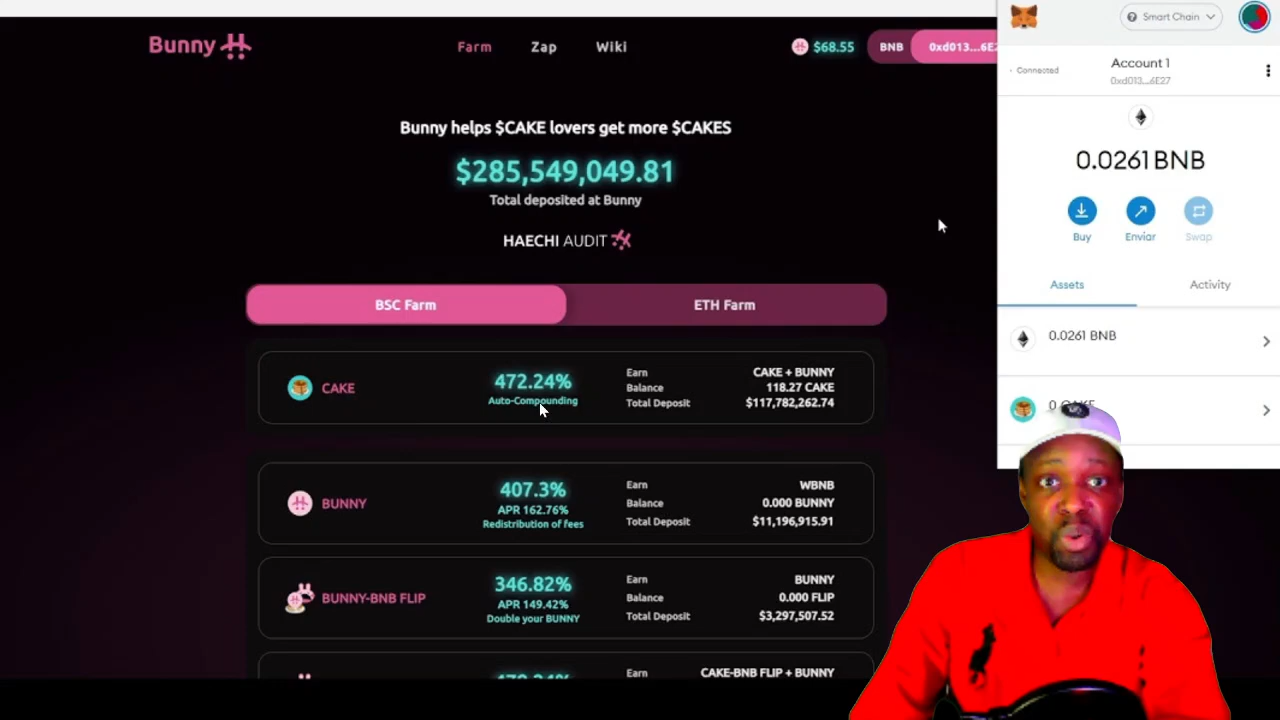 Bunny
Farm
Zap
Wiki
$68.55
BNB
0xd013...6E2
Bunny helps $CAKE lovers get more $CAKES
$285,549,049.81
Total deposited at Bunny
HAECHI AUDIT
BSC Farm
ETH Farm
CAKE
472.24%
Auto-Compounding
Earn
CAKE + BUNNY
Balance
118.27 CAKE
Total Deposit
$117,782,262.74
BUNNY
407.3%
APR 162.76%
Redistribution of fees
Earn
WBNB
Balance
0.000 BUNNY
Total Deposit
$11,196,915.91
BUNNY-BNB FLIP
346.82%
APR 149.42%
Double your BUNNY
Earn
BUNNY
Balance
0.000 FLIP
Total Deposit
$3,297,507.52
Earn
CAKE-BNB FLIP + BUNNY
Smart Chain
Connected
Account 1
0xd013...6E27
0.0261 BNB
Buy
Enviar
Swap
Assets
Activity
0.0261 BNB
0 CAKE